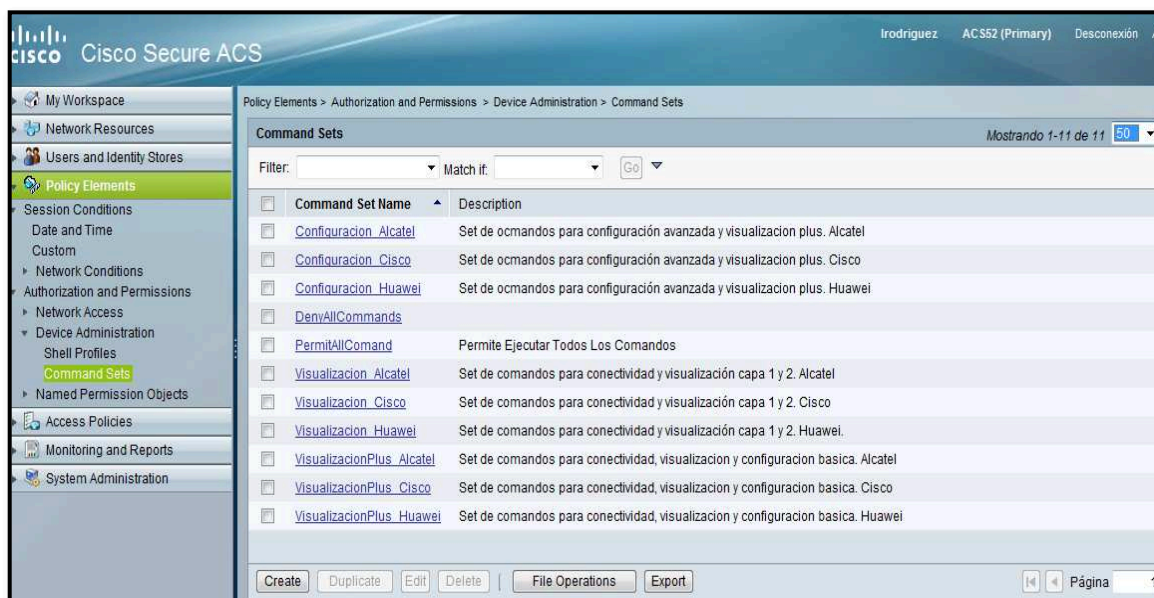 cisco Cisco Secure ACS
lrodriguez ACS52 (Primary) Desconexión
My Workspace
Network Resources
Users and Identity Stores
Policy Elements
Session Conditions
Date and Time
Custom
Network Conditions
Authorization and Permissions
Network Access
Device Administration
Shell Profiles
Command Sets
Named Permission Objects
Access Policies
Monitoring and Reports
System Administration
Policy Elements > Authorization and Permissions > Device Administration > Command Sets
Command Sets Mostrando 1-11 de 11 50
Filter: Match if: Go
Command Set Name Description
Configuracion_Alcatel Set de ocmandos para configuración avanzada y visualizacion plus. Alcatel
Configuracion_Cisco Set de ocmandos para configuración avanzada y visualizacion plus. Cisco
Configuracion_Huawei Set de ocmandos para configuración avanzada y visualizacion plus. Huawei
DenyAllCommands
PermitAllComand Permite Ejecutar Todos Los Comandos
Visualizacion_Alcatel Set de comandos para conectividad y visualización capa 1 y 2. Alcatel
Visualizacion_Cisco Set de comandos para conectividad y visualización capa 1 y 2. Cisco
Visualizacion_Huawei Set de comandos para conectividad y visualización capa 1 y 2. Huawei.
VisualizacionPlus_Alcatel Set de comandos para conectividad, visualizacion y configuracion basica. Alcatel
VisualizacionPlus_Cisco Set de comandos para conectividad, visualizacion y configuracion basica. Cisco
VisualizacionPlus_Huawei Set de comandos para conectividad, visualizacion y configuracion basica. Huawei
Create Duplicate Edit Delete | File Operations Export Página 1